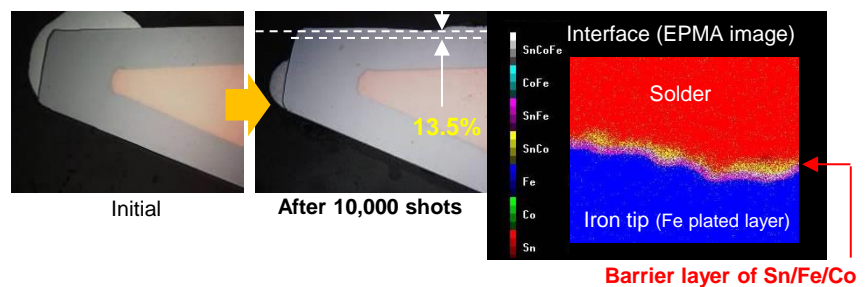 Interface (EPMA image)
SnCoFe
CoFe
SnFe
SnCo
Fe
Co
Sn
Solder
13.5%
Iron tip (Fe plated layer)
Initial
After 10,000 shots
Barrier layer of Sn/Fe/Co